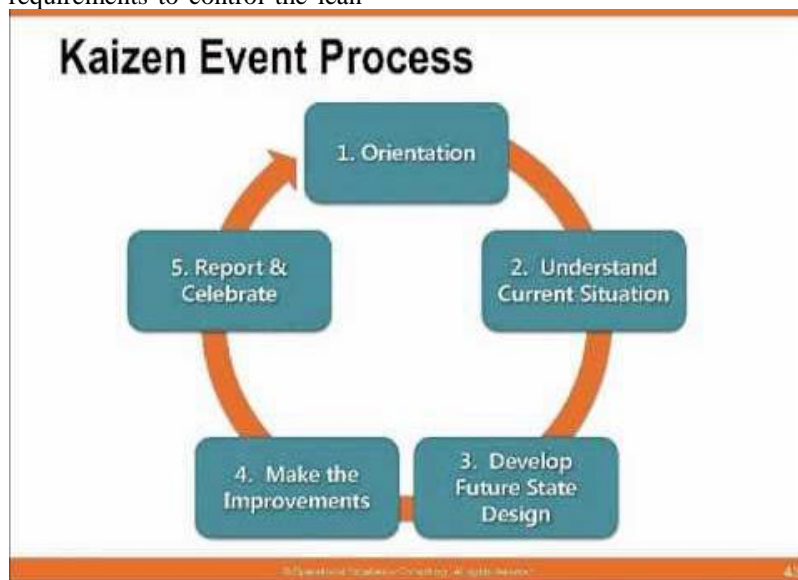 requirements to control the lean
Kaizen Event Process
1. Orientation
2. Understand
Current Situation
3. Develop
Future State
Design
4. Make the
Improvements
5. Report &
Celebrate